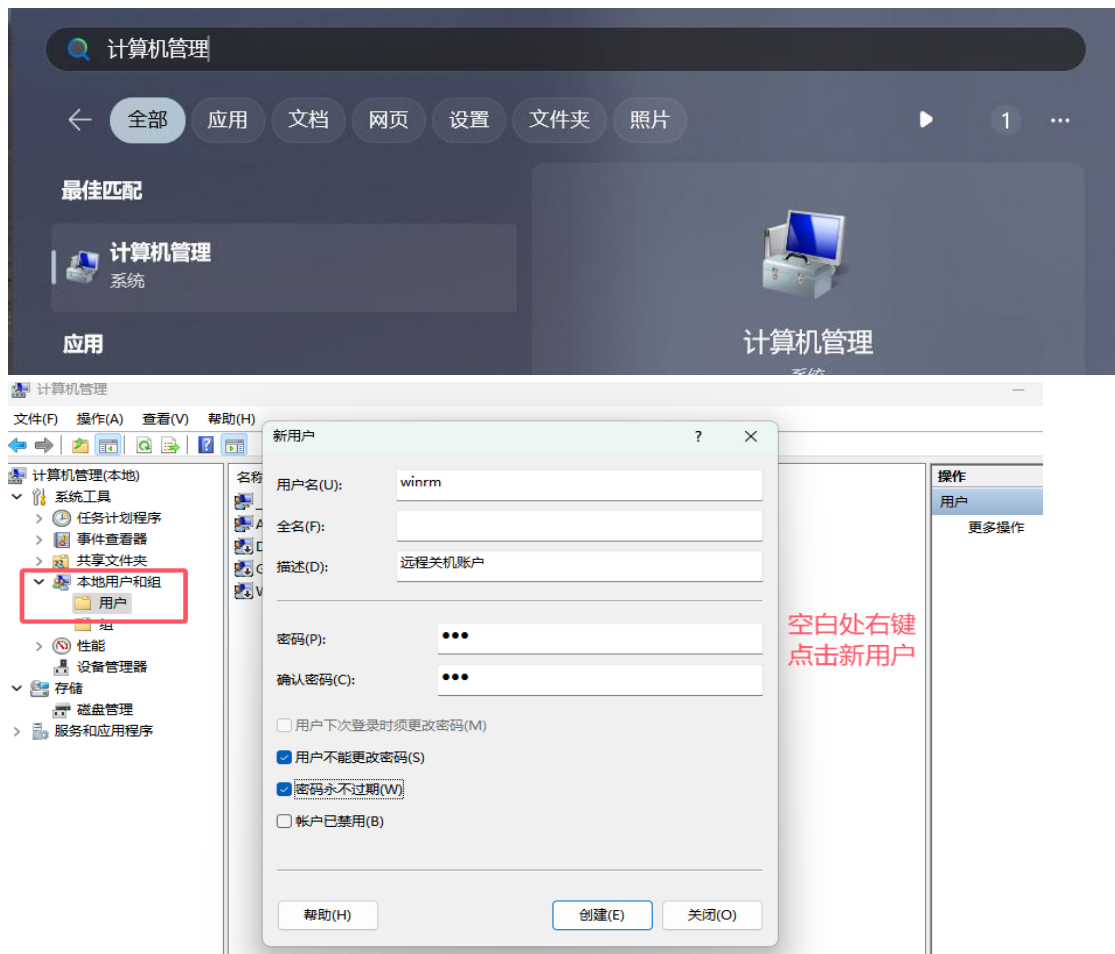 计算机管理
全部 应用 文档 网页 设置 文件夹 照片 1 ...
最佳匹配
计算机管理
系统
应用
计算机管理
系统
计算机管理
文件(F) 操作(A) 查看(V) 帮助(H)
计算机管理(本地)
系统工具
任务计划程序
事件查看器
共享文件夹
本地用户和组
用户
组
性能
设备管理器
存储
磁盘管理
服务和应用程序
名称
新用户 ?
用户名(U): winrm
全名(F):
描述(D): 远程关机账户
密码(P): ●●●
确认密码(C): ●●●
用户下次登录时须更改密码(M)
用户不能更改密码(S)
密码永不过期(W)
帐户已禁用(B)
帮助(H) 创建(E) 关闭(O)
空白处右键
点击新用户
操作
用户
更多操作